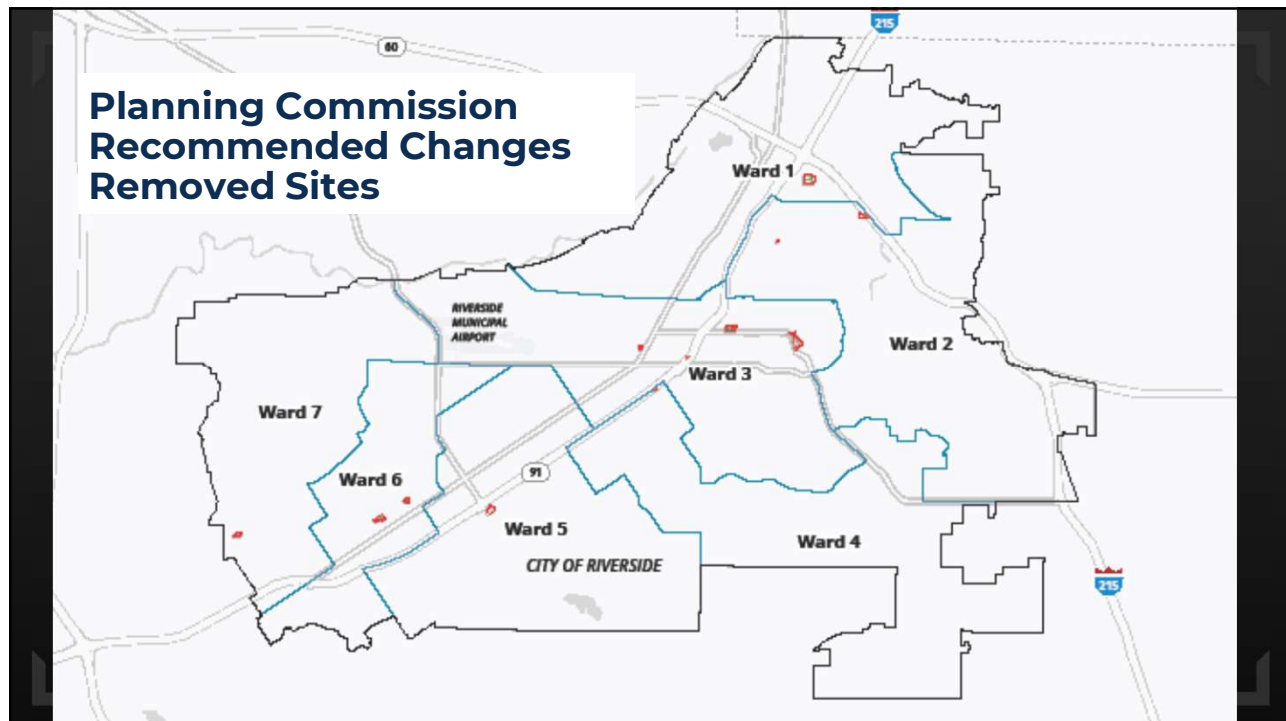 215
60
Planning Commission
Recommended Changes
Removed Sites
Ward 1
RIVERSIDE
MUNICIPAL
AIRPORT
Ward 2
Ward 3
Ward 7
Ward 6
91
Ward 5
Ward 4
CITY OF RIVERSIDE
215